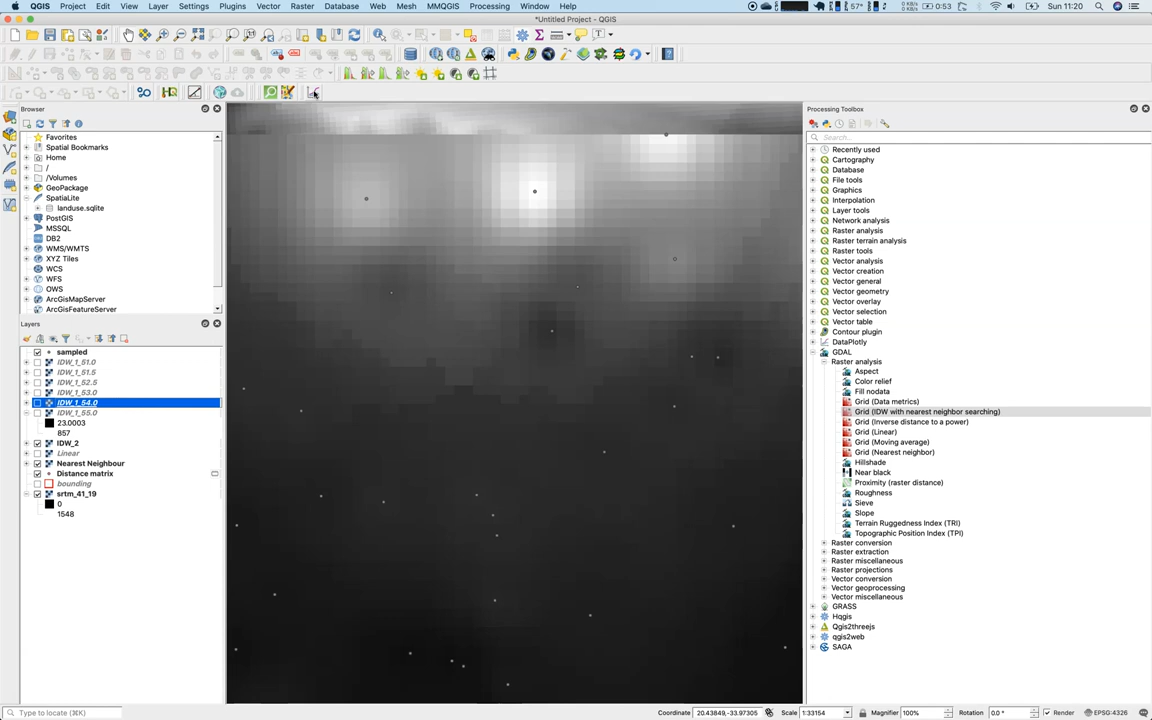 QGIS Project Edit View Layer Settings Plugins Vector Raster Database Web Mesh MMQGIS Processing Window Help
57° 0 KB/s 0 KB/s 0:53 Sun 11:20
*Untitled Project - QGIS
Browser
Favorites
Spatial Bookmarks
Home
/
/Volumes
GeoPackage
SpatiaLite
landuse.sqlite
PostGIS
MSSQL
DB2
WMS/WMTS
XYZ Tiles
WCS
WFS
OWS
ArcGisMapServer
ArcGisFeatureServer
Layers
sampled
IDW_1_51.0
IDW_1_51.5
IDW_1_52.5
IDW_1_53.0
IDW_1_54.0
IDW_1_55.0
23.0003
857
IDW_2
Linear
Nearest Neighbour
Distance matrix
bounding
srtm_41_19
0
1548
Processing Toolbox
Search...
Recently used
Cartography
Database
File tools
Graphics
Interpolation
Layer tools
Network analysis
Raster analysis
Raster terrain analysis
Raster tools
Vector analysis
Vector creation
Vector general
Vector geometry
Vector overlay
Vector selection
Vector table
Contour plugin
DataPlotly
GDAL
Raster analysis
Aspect
Color relief
Fill nodata
Grid (Data metrics)
Grid (IDW with nearest neighbor searching)
Grid (Inverse distance to a power)
Grid (Linear)
Grid (Moving average)
Grid (Nearest neighbor)
Hillshade
Near black
Proximity (raster distance)
Roughness
Sieve
Slope
Terrain Ruggedness Index (TRI)
Topographic Position Index (TPI)
Raster conversion
Raster extraction
Raster miscellaneous
Raster projections
Vector conversion
Vector geoprocessing
Vector miscellaneous
GRASS
Hqgis
Qgis2threejs
qgis2web
SAGA
Type to locate (⌘K) Coordinate 20.43849,-33.97305 Scale 1:33154 Magnifier 100% Rotation 0.0 ° Render EPSG:4326